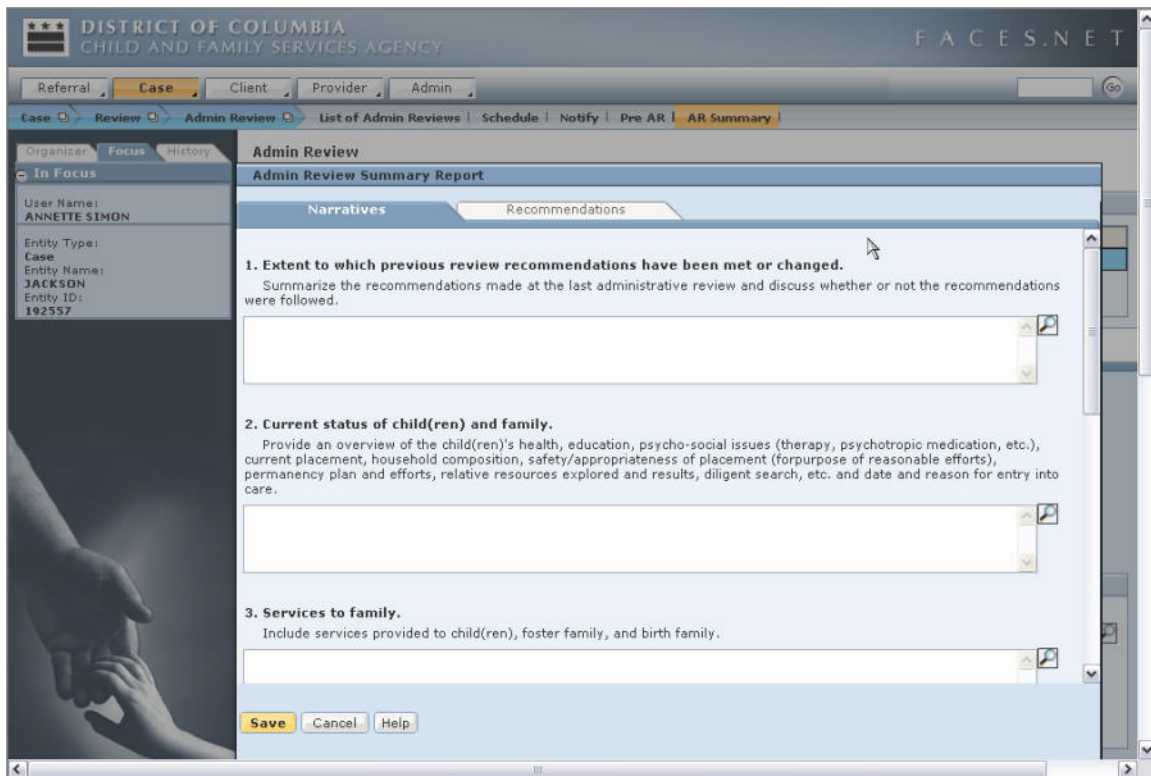 DISTRICT OF COLUMBIA
CHILD AND FAMILY SERVICES AGENCY
FACES.NET
Referral Case Client Provider Admin Go
Case Review Admin Review List of Admin Reviews | Schedule | Notify | Pre AR | AR Summary
Organizer Focus History
In Focus
User Name:
ANNETTE SIMON
Entity Type:
Case
Entity Name:
JACKSON
Entity ID:
192557
Admin Review
Admin Review Summary Report
Narratives Recommendations
1. Extent to which previous review recommendations have been met or changed.
Summarize the recommendations made at the last administrative review and discuss whether or not the recommendations
were followed.
2. Current status of child(ren) and family.
Provide an overview of the child(ren)'s health, education, psycho-social issues (therapy, psychotropic medication, etc.),
current placement, household composition, safety/appropriateness of placement (forpurpose of reasonable efforts),
permanency plan and efforts, relative resources explored and results, diligent search, etc. and date and reason for entry into
care.
3. Services to family.
Include services provided to child(ren), foster family, and birth family.
Save Cancel Help